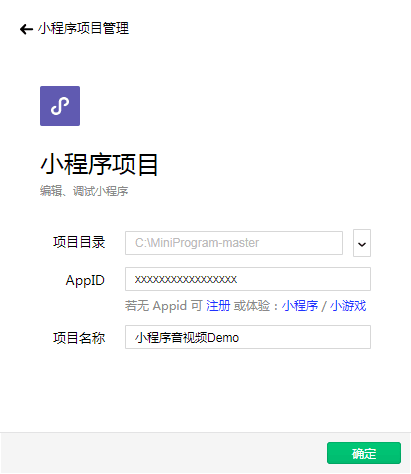 小程序项目管理
小程序项目
编辑、调试小程序
项目目录 C:\MiniProgram-master
AppID xxxxxxxxxxxxxxxxx
若无 Appid 可 注册 或体验：小程序 / 小游戏
项目名称 小程序音视频Demo
确定